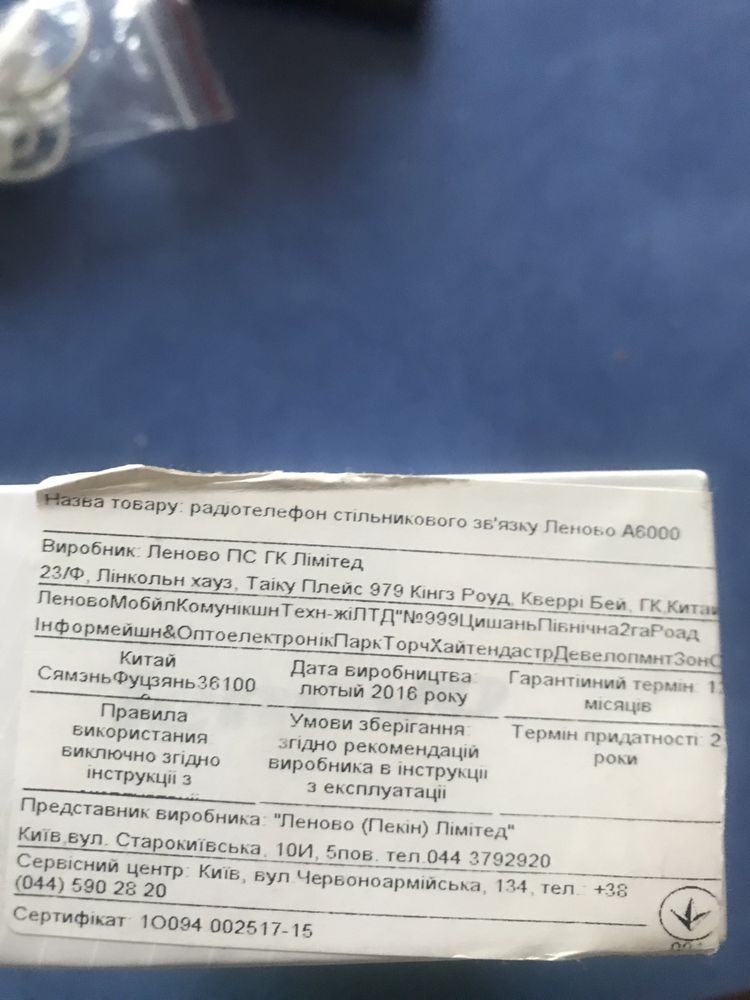 Назва товару: радіотелефон стільникового зв'язку Леново А6000
Виробник: Леново ПС ГК Лімітед
23/Ф, Лінкольн хауз, Таіку Плейс 979 Кінгз Роуд, Кверрі Бей, ГК,Китай
ЛеновоМобйлКомунікшнТехн-жіЛТД"№999ЦишаньПівнічна2гаРоад
Інформейшн&ОптоелектронікПаркТорчХайтендастрДевелопмнтЗон
Китай
СямэньФуцзянь36100
Дата виробництва:
лютый 2016 року
Гарантійний термін:
місяців
Правила
використання
виключно згідно
інструкції з
Умови зберігання:
згідно рекомендацій
виробника в інструкції
з експлуатації
Термін придатності: 2
роки
Представник виробника: "Леново (Пекін) Лімітед"
Київ,вул. Старокиївська, 10И, 5пов. тел.044 3792920
Сервісний центр: Київ, вул.Червоноармійська, 134, тел.: +38
(044) 590 28 20
Сертифікат: 1О094 002517-15